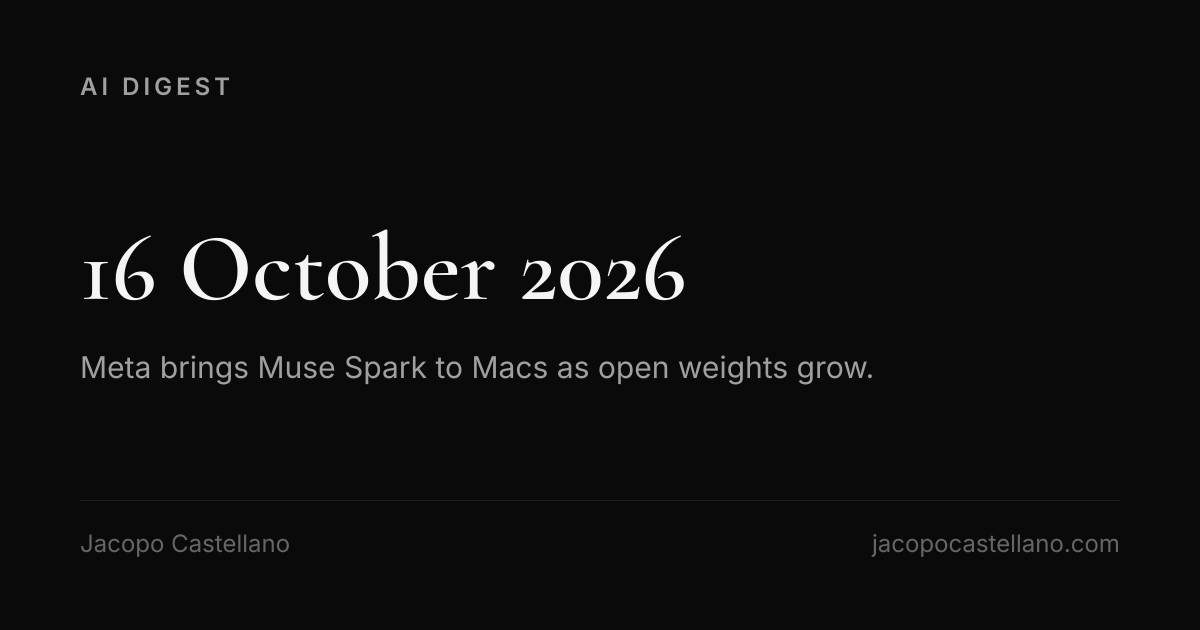 AI DIGEST
16 October 2026
Meta brings Muse Spark to Macs as open weights grow.
Jacopo Castellano
jacopocastellano.com